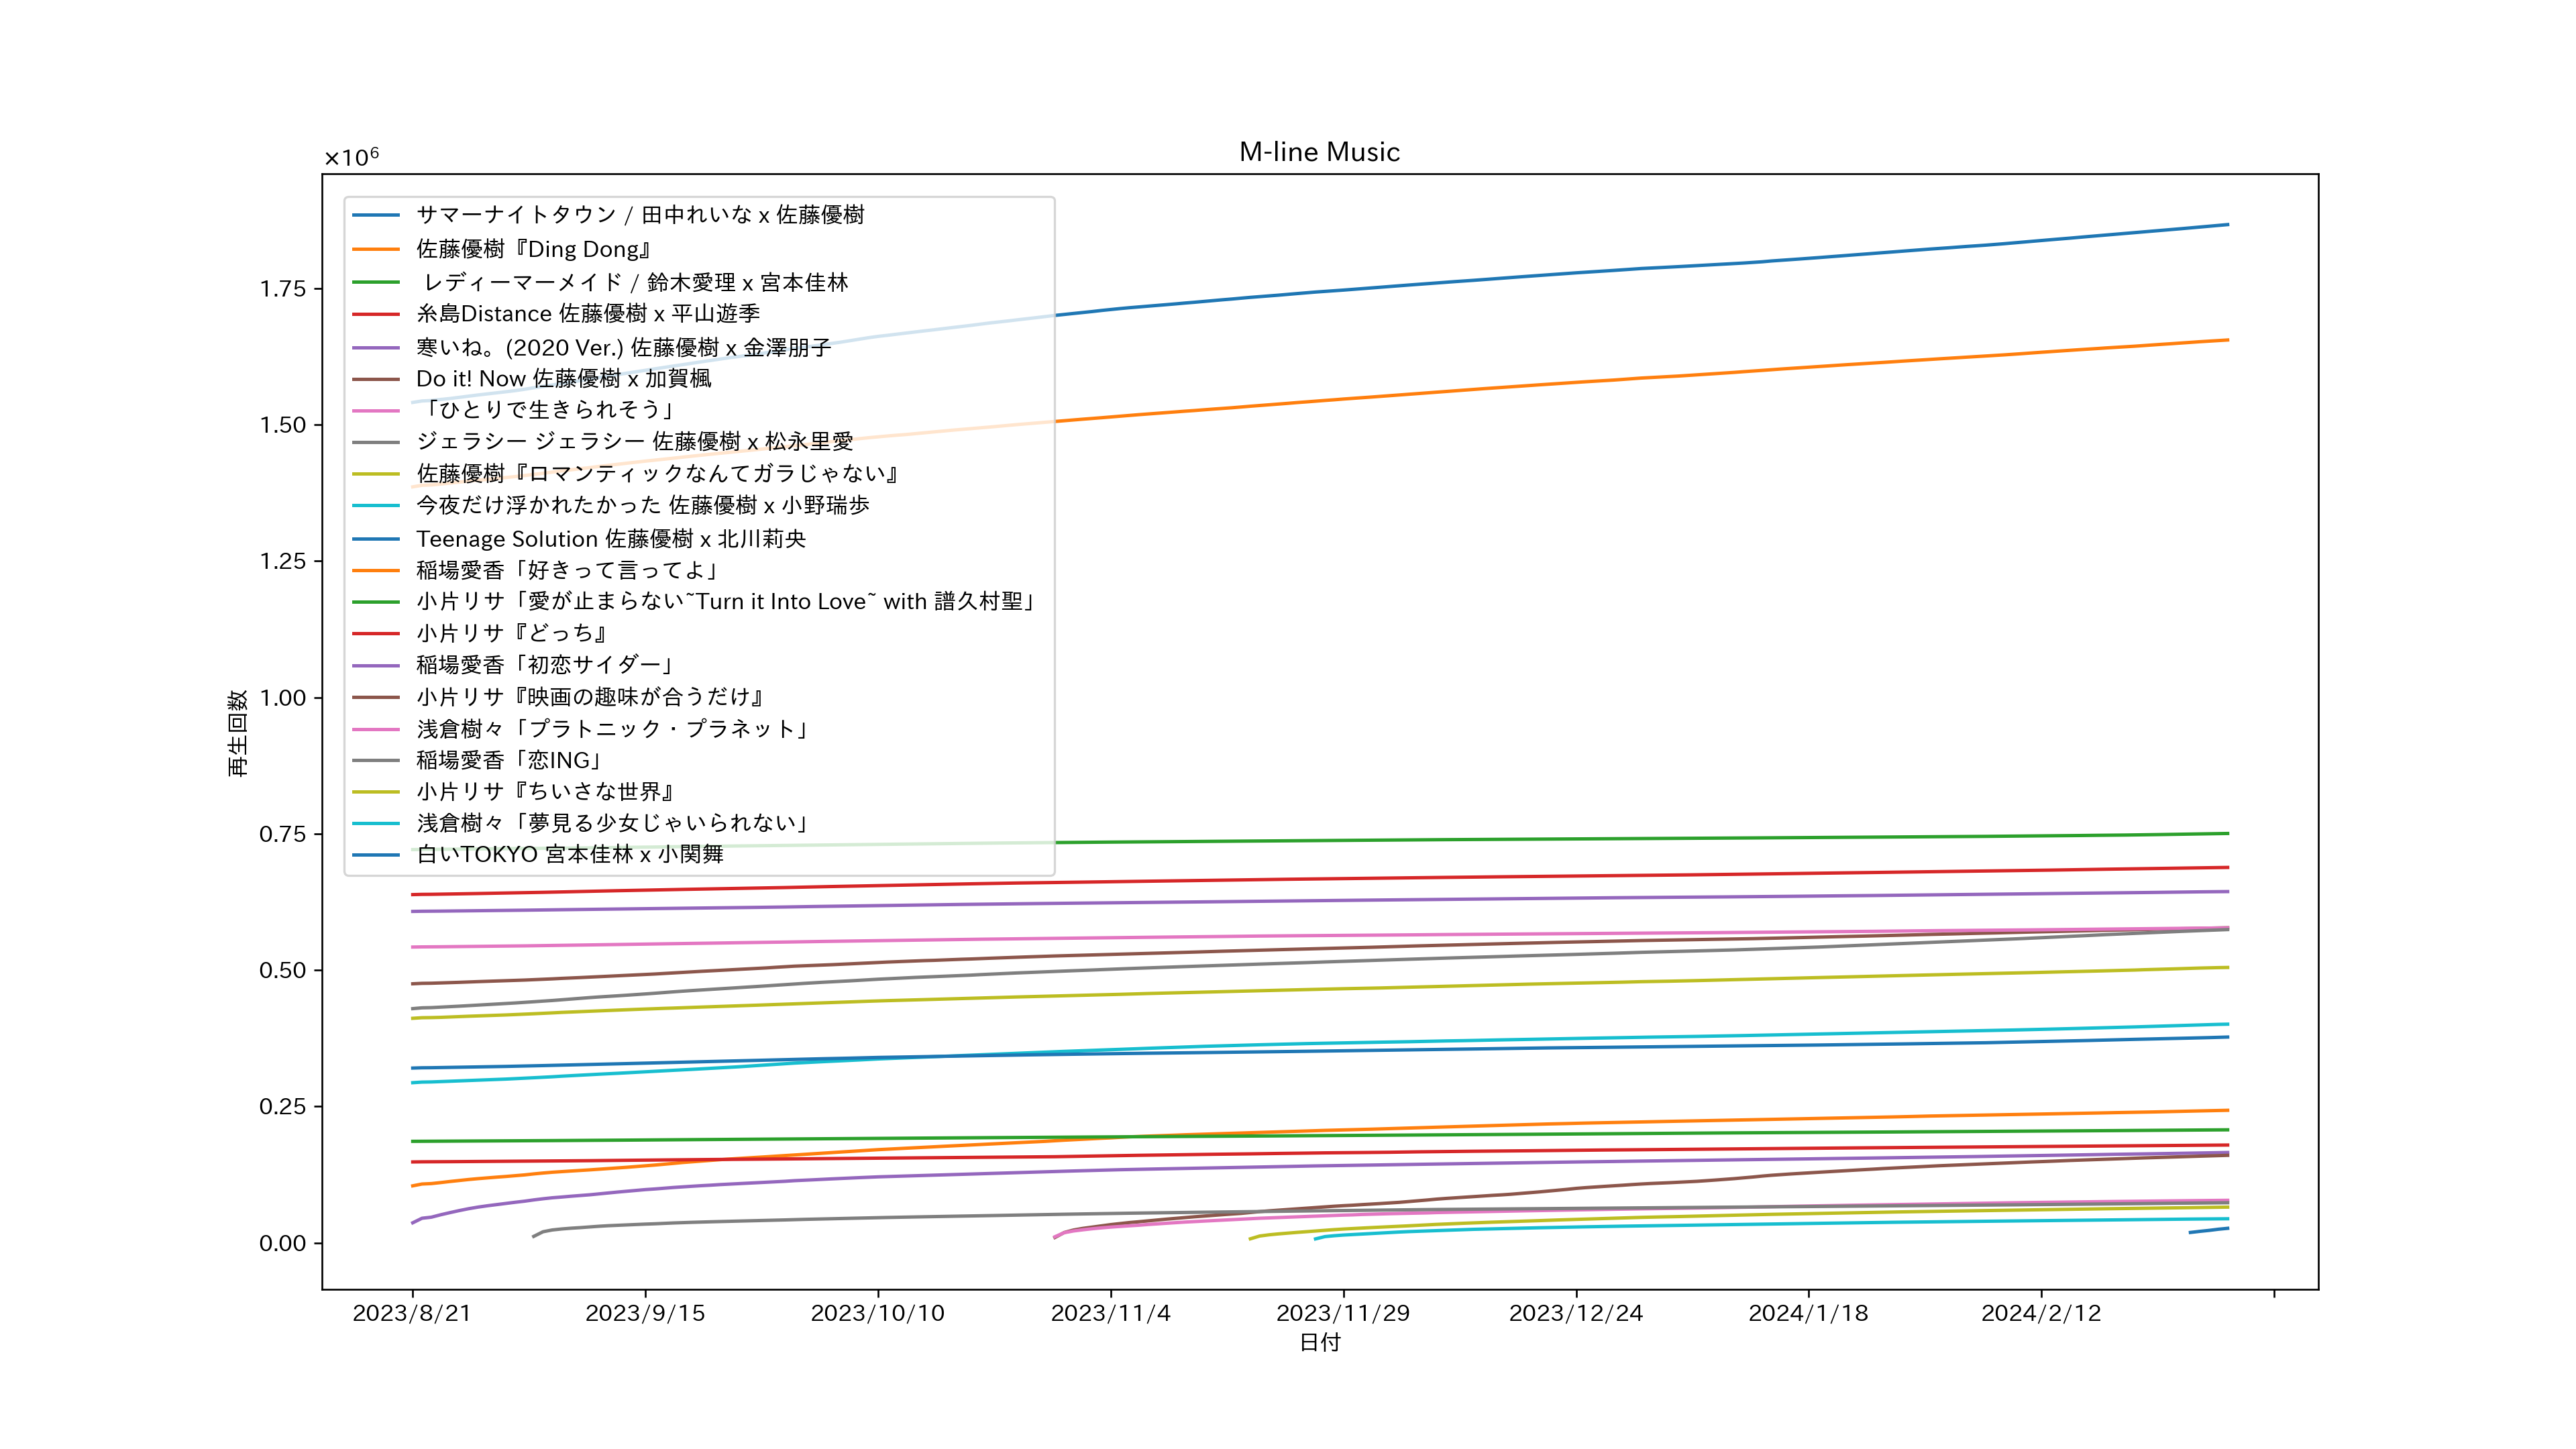 M-line Music
×10⁶
サマーナイトタウン / 田中れいな x 佐藤優樹
佐藤優樹『Ding Dong』
レディーマーメイド / 鈴木愛理 x 宮本佳林
糸島Distance 佐藤優樹 x 平山遊季
寒いね。(2020 Ver.) 佐藤優樹 x 金澤朋子
Do it! Now 佐藤優樹 x 加賀楓
「ひとりで生きられそう」
ジェラシー ジェラシー 佐藤優樹 x 松永里愛
佐藤優樹『ロマンティックなんてガラじゃない』
今夜だけ浮かれたかった 佐藤優樹 x 小野瑞歩
Teenage Solution 佐藤優樹 x 北川莉央
稲場愛香「好きって言ってよ」
小片リサ「愛が止まらない~Turn it Into Love~ with 譜久村聖」
小片リサ『どっち』
稲場愛香「初恋サイダー」
小片リサ『映画の趣味が合うだけ』
浅倉樹々「プラトニック・プラネット」
稲場愛香「恋ING」
小片リサ『ちいさな世界』
浅倉樹々「夢見る少女じゃいられない」
白いTOKYO 宮本佳林 x 小関舞
1.75
1.50
1.25
1.00
0.75
0.50
0.25
0.00
再生回数
2023/8/21
2023/9/15
2023/10/10
2023/11/4
2023/11/29
2023/12/24
2024/1/18
2024/2/12
日付